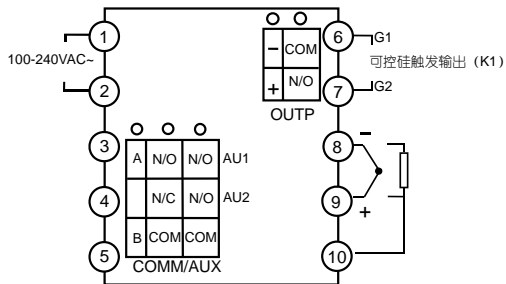 1
100-240VAC~
2
3
4
5
− COM
+ N/O
OUTP
A N/O N/O AU1
N/C N/O AU2
B COM COM
COMM/AUX
6 G1
可控硅触发输出（K1）
7 G2
8 −
9 +
10